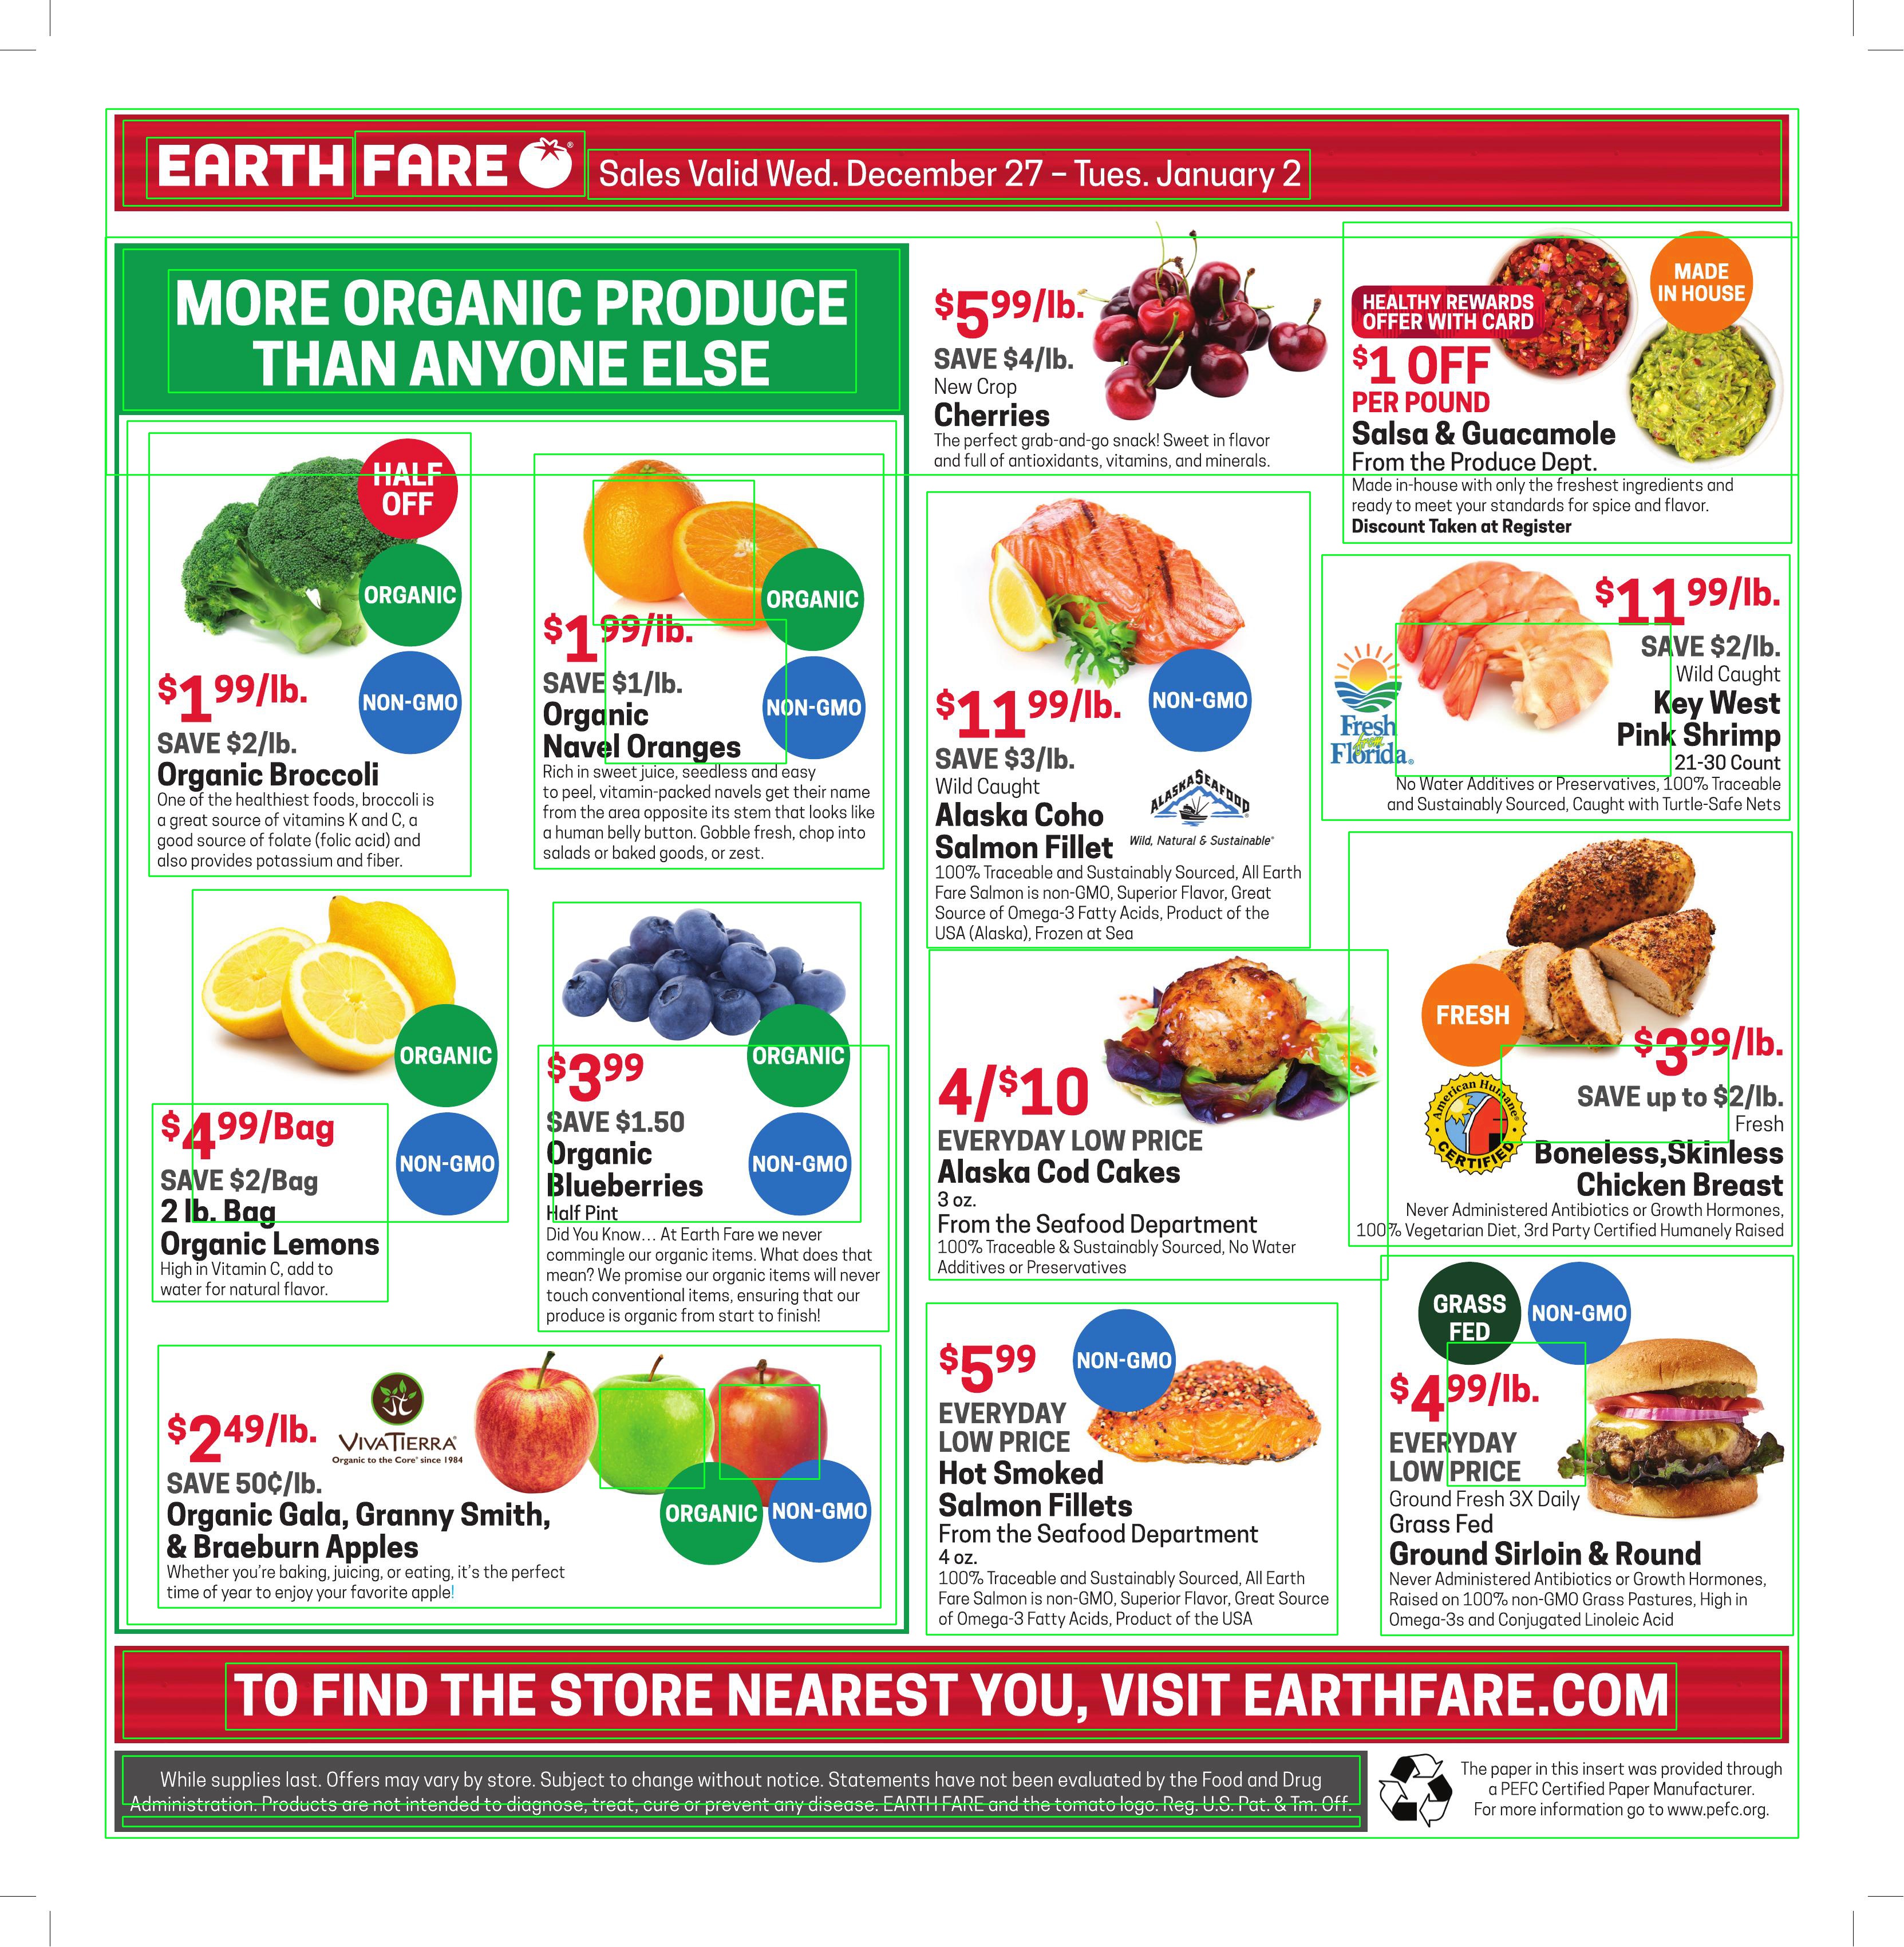 EARTH FARE
Sales Valid Wed. December 27 – Tues. January 2
MORE ORGANIC PRODUCE
THAN ANYONE ELSE
HALF
OFF
ORGANIC
NON-GMO
$1 99/lb.
SAVE $2/lb.
Organic Broccoli
One of the healthiest foods, broccoli is
a great source of vitamins K and C, a
good source of folate (folic acid) and
also provides potassium and fiber.
ORGANIC
NON-GMO
$1 99/lb.
SAVE $1/lb.
Organic
Navel Oranges
Rich in sweet juice, seedless and easy
to peel, vitamin-packed navels get their name
from the area opposite its stem that looks like
a human belly button. Gobble fresh, chop into
salads or baked goods, or zest.
ORGANIC
NON-GMO
$4 99/Bag
SAVE $2/Bag
2 lb. Bag
Organic Lemons
High in Vitamin C, add to
water for natural flavor.
ORGANIC
NON-GMO
$3 99
SAVE $1.50
Organic
Blueberries
Half Pint
Did You Know... At Earth Fare we never
commingle our organic items. What does that
mean? We promise our organic items will never
touch conventional items, ensuring that our
produce is organic from start to finish!
$2 49/lb.
VIVATIERRA®
Organic to the Core® since 1984
SAVE 50¢/lb.
Organic Gala, Granny Smith,
& Braeburn Apples
Whether you're baking, juicing, or eating, it's the perfect
time of year to enjoy your favorite apple!
ORGANIC
NON-GMO
$5 99/lb.
SAVE $4/lb.
New Crop
Cherries
The perfect grab-and-go snack! Sweet in flavor
and full of antioxidants, vitamins, and minerals.
MADE
IN HOUSE
HEALTHY REWARDS
OFFER WITH CARD
$1 OFF
PER POUND
Salsa & Guacamole
From the Produce Dept.
Made in-house with only the freshest ingredients and
ready to meet your standards for spice and flavor.
Discount Taken at Register
$11 99/lb.
NON-GMO
SAVE $3/lb.
Wild Caught
Alaska Coho
Salmon Fillet
ALASKA SEAFOOD
Wild, Natural & Sustainable®
100% Traceable and Sustainably Sourced, All Earth
Fare Salmon is non-GMO, Superior Flavor, Great
Source of Omega-3 Fatty Acids, Product of the
USA (Alaska), Frozen at Sea
$11 99/lb.
SAVE $2/lb.
Wild Caught
Key West
Pink Shrimp
21-30 Count
Fresh
from
Florida®
No Water Additives or Preservatives, 100% Traceable
and Sustainably Sourced, Caught with Turtle-Safe Nets
4/$10
EVERYDAY LOW PRICE
Alaska Cod Cakes
3 oz.
From the Seafood Department
100% Traceable & Sustainably Sourced, No Water
Additives or Preservatives
FRESH
$3 99/lb.
SAVE up to $2/lb.
Fresh
American Humane®
CERTIFIED
Boneless,Skinless
Chicken Breast
Never Administered Antibiotics or Growth Hormones,
100% Vegetarian Diet, 3rd Party Certified Humanely Raised
$5 99
NON-GMO
EVERYDAY
LOW PRICE
Hot Smoked
Salmon Fillets
From the Seafood Department
4 oz.
100% Traceable and Sustainably Sourced, All Earth
Fare Salmon is non-GMO, Superior Flavor, Great Source
of Omega-3 Fatty Acids, Product of the USA
GRASS
FED
NON-GMO
$4 99/lb.
EVERYDAY
LOW PRICE
Ground Fresh 3X Daily
Grass Fed
Ground Sirloin & Round
Never Administered Antibiotics or Growth Hormones,
Raised on 100% non-GMO Grass Pastures, High in
Omega-3s and Conjugated Linoleic Acid
TO FIND THE STORE NEAREST YOU, VISIT EARTHFARE.COM
While supplies last. Offers may vary by store. Subject to change without notice. Statements have not been evaluated by the Food and Drug
Administration. Products are not intended to diagnose, treat, cure or prevent any disease. EARTH FARE and the tomato logo. Reg. U.S. Pat. & Tm. Off.
The paper in this insert was provided through
a PEFC Certified Paper Manufacturer.
For more information go to www.pefc.org.